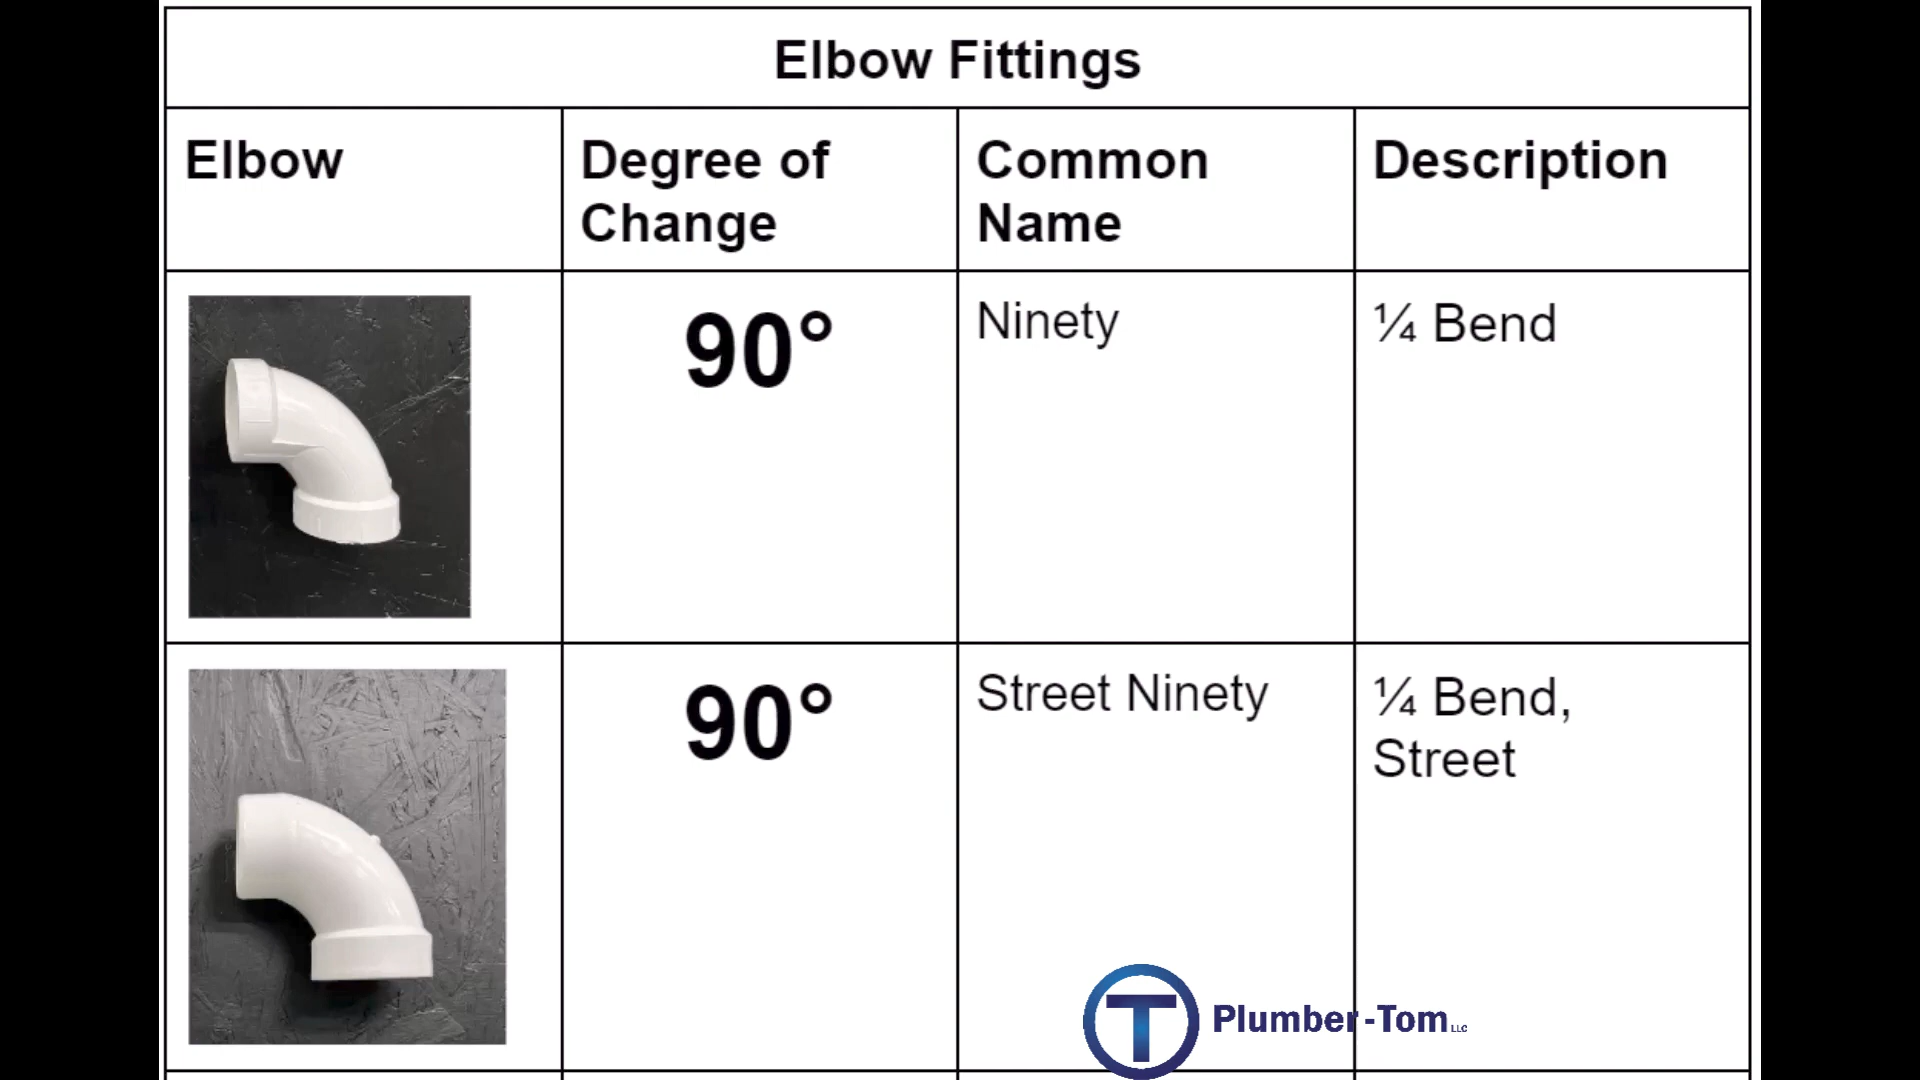 Elbow Fittings
Elbow
Degree of
Change
Common
Name
Description
90°
Ninety
¼ Bend
90°
Street Ninety
¼ Bend,
Street
T
Plumber-Tom LLC